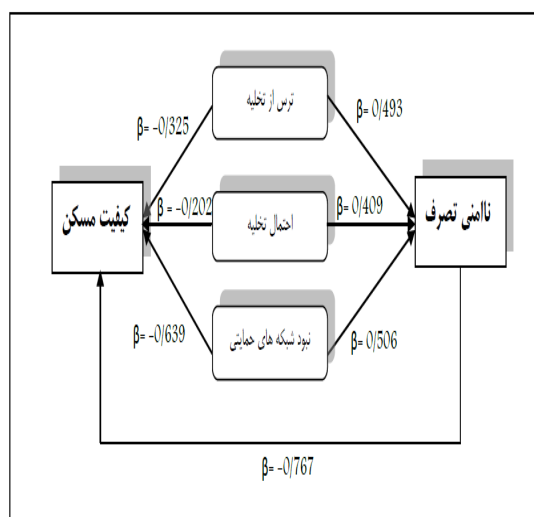 ترس از تخلیه
β= -0/325
β= 0/493
کیفیت مسکن
β= -0/202
احتمال تخلیه
β= 0/409
ناامنی تصرف
β= -0/639
نبود شبکه های حمایتی
β= 0/506
β= -0/767